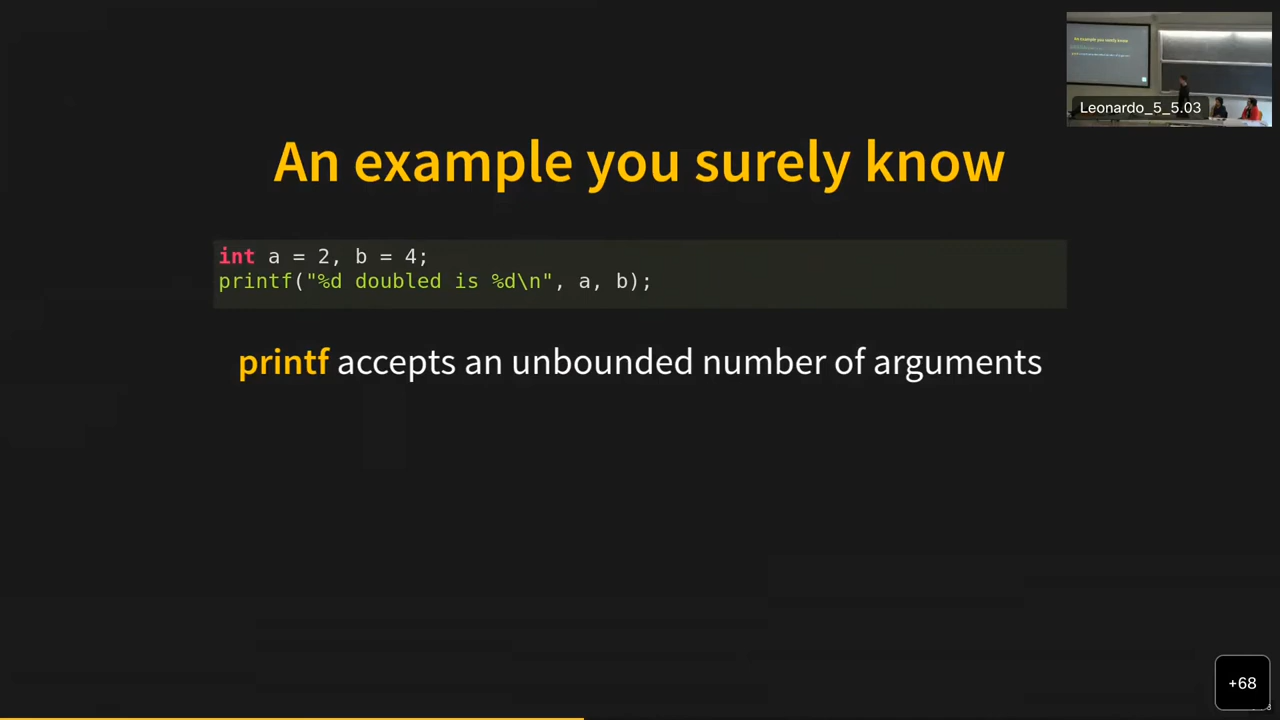 Leonardo_5_5.03
An example you surely know
int a = 2, b = 4;
printf("%d doubled is %d\n", a, b);
printf accepts an unbounded number of arguments
+68